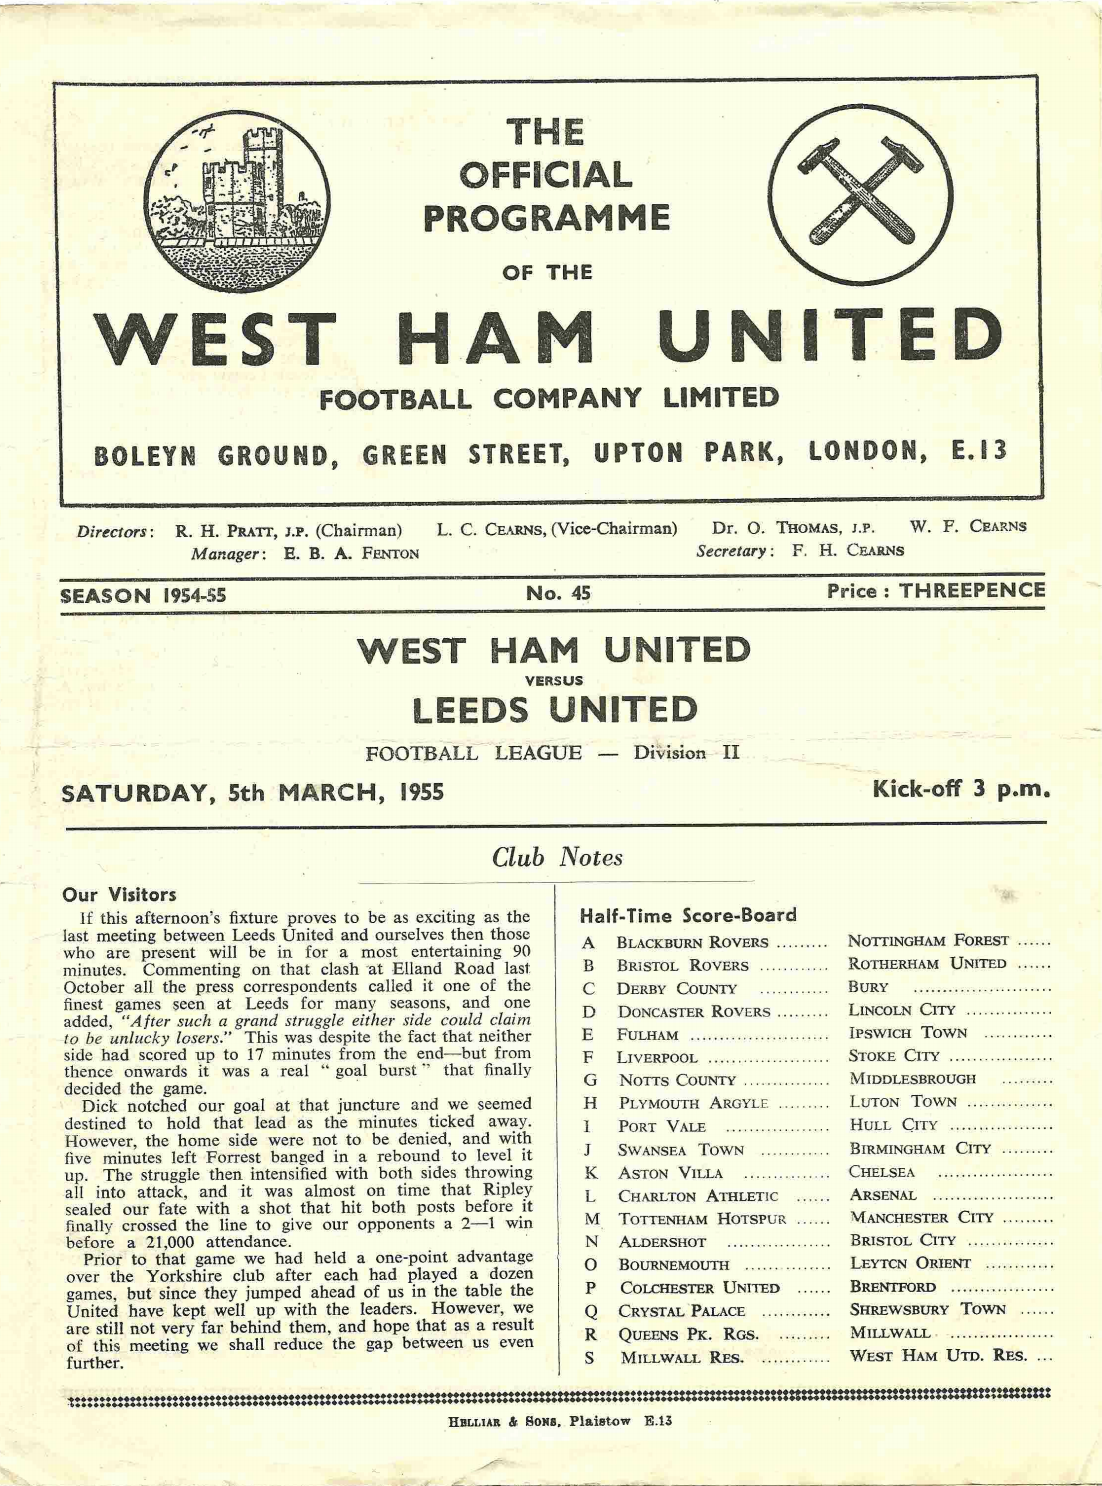 THE
OFFICIAL
PROGRAMME
OF THE
WEST HAM UNITED
FOOTBALL COMPANY LIMITED
BOLEYN GROUND, GREEN STREET, UPTON PARK, LONDON, E.13
Directors: R. H. PRATT, J.P. (Chairman) L. C. CEARNS, (Vice-Chairman) Dr. O. THOMAS, J.P. W. F. CEARNS
Manager: E. B. A. FENTON Secretary: F. H. CEARNS
SEASON 1954-55 No. 45 Price : THREEPENCE
WEST HAM UNITED
VERSUS
LEEDS UNITED
FOOTBALL LEAGUE — Division II
SATURDAY, 5th MARCH, 1955 Kick-off 3 p.m.
Club Notes
Our Visitors
If this afternoon's fixture proves to be as exciting as the
last meeting between Leeds United and ourselves then those
who are present will be in for a most entertaining 90
minutes. Commenting on that clash at Elland Road last
October all the press correspondents called it one of the
finest games seen at Leeds for many seasons, and one
added, "After such a grand struggle either side could claim
to be unlucky losers." This was despite the fact that neither
side had scored up to 17 minutes from the end—but from
thence onwards it was a real " goal burst " that finally
decided the game.
Dick notched our goal at that juncture and we seemed
destined to hold that lead as the minutes ticked away.
However, the home side were not to be denied, and with
five minutes left Forrest banged in a rebound to level it
up. The struggle then intensified with both sides throwing
all into attack, and it was almost on time that Ripley
sealed our fate with a shot that hit both posts before it
finally crossed the line to give our opponents a 2—1 win
before a 21,000 attendance.
Prior to that game we had held a one-point advantage
over the Yorkshire club after each had played a dozen
games, but since they jumped ahead of us in the table the
United have kept well up with the leaders. However, we
are still not very far behind them, and hope that as a result
of this meeting we shall reduce the gap between us even
further.
Half-Time Score-Board
A BLACKBURN ROVERS ......... NOTTINGHAM FOREST ......
B BRISTOL ROVERS ............ ROTHERHAM UNITED ......
C DERBY COUNTY ............ BURY ........................
D DONCASTER ROVERS ......... LINCOLN CITY ...............
E FULHAM ........................ IPSWICH TOWN ............
F LIVERPOOL ..................... STOKE CITY ..................
G NOTTS COUNTY ............... MIDDLESBROUGH .........
H PLYMOUTH ARGYLE ......... LUTON TOWN ...............
I PORT VALE .................. HULL CITY ..................
J SWANSEA TOWN ............ BIRMINGHAM CITY .........
K ASTON VILLA ............... CHELSEA ....................
L CHARLTON ATHLETIC ...... ARSENAL .....................
M TOTTENHAM HOTSPUR ...... MANCHESTER CITY .........
N ALDERSHOT .................. BRISTOL CITY ...............
O BOURNEMOUTH ............... LEYTON ORIENT ............
P COLCHESTER UNITED ...... BRENTFORD ..................
Q CRYSTAL PALACE ............ SHREWSBURY TOWN ......
R QUEENS PK. RGS. ......... MILLWALL ..................
S MILLWALL RES. ............ WEST HAM UTD. RES. ...
HELLIAR & SONS, Plaistow E.13